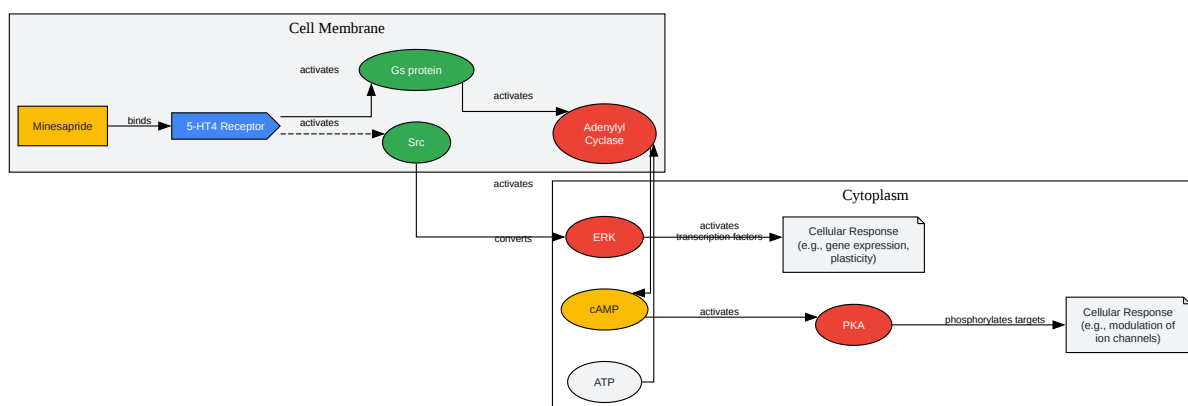 Cell Membrane
activates
Gs protein
activates
Minesapride
binds
5-HT4 Receptor
activates
Src
Adenylyl
Cyclase
activates
Cytoplasm
converts
ERK
activates
transcription factors
Cellular Response
(e.g., gene expression,
plasticity)
cAMP
activates
PKA
phosphorylates targets
Cellular Response
(e.g., modulation of
ion channels)
ATP